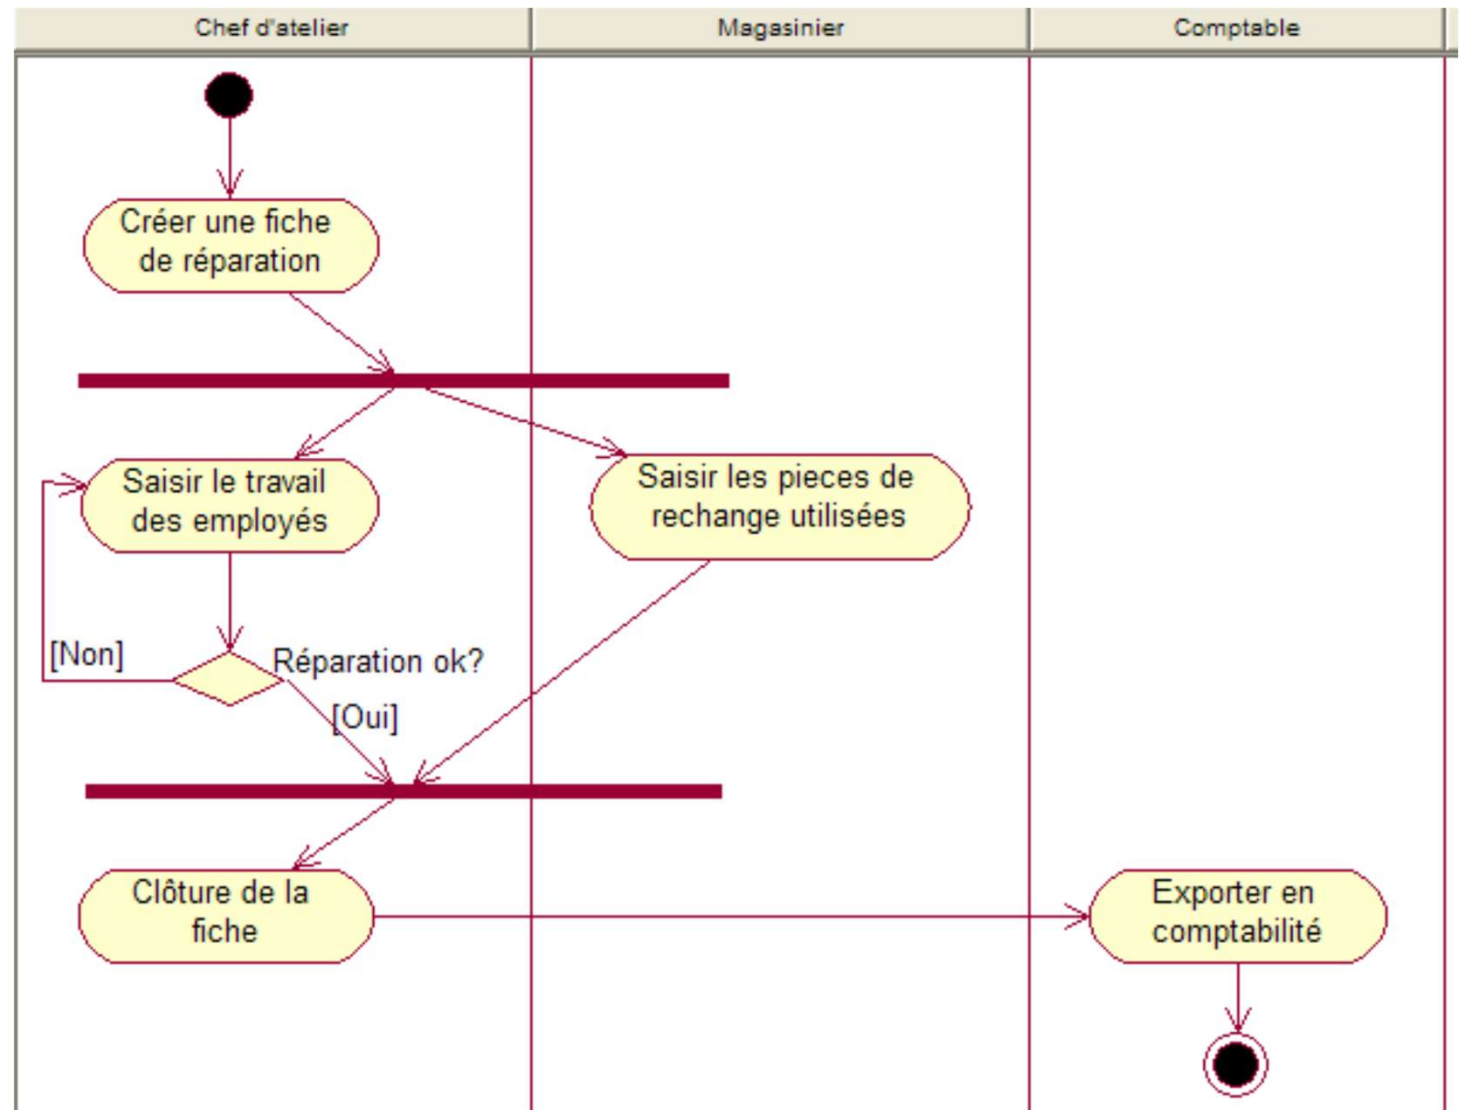 Chef d'atelier
Magasinier
Comptable
Créer une fiche
de réparation
Saisir le travail
des employés
Saisir les pieces de
rechange utilisées
[Non]
Réparation ok?
[Oui]
Clôture de la
fiche
Exporter en
comptabilité